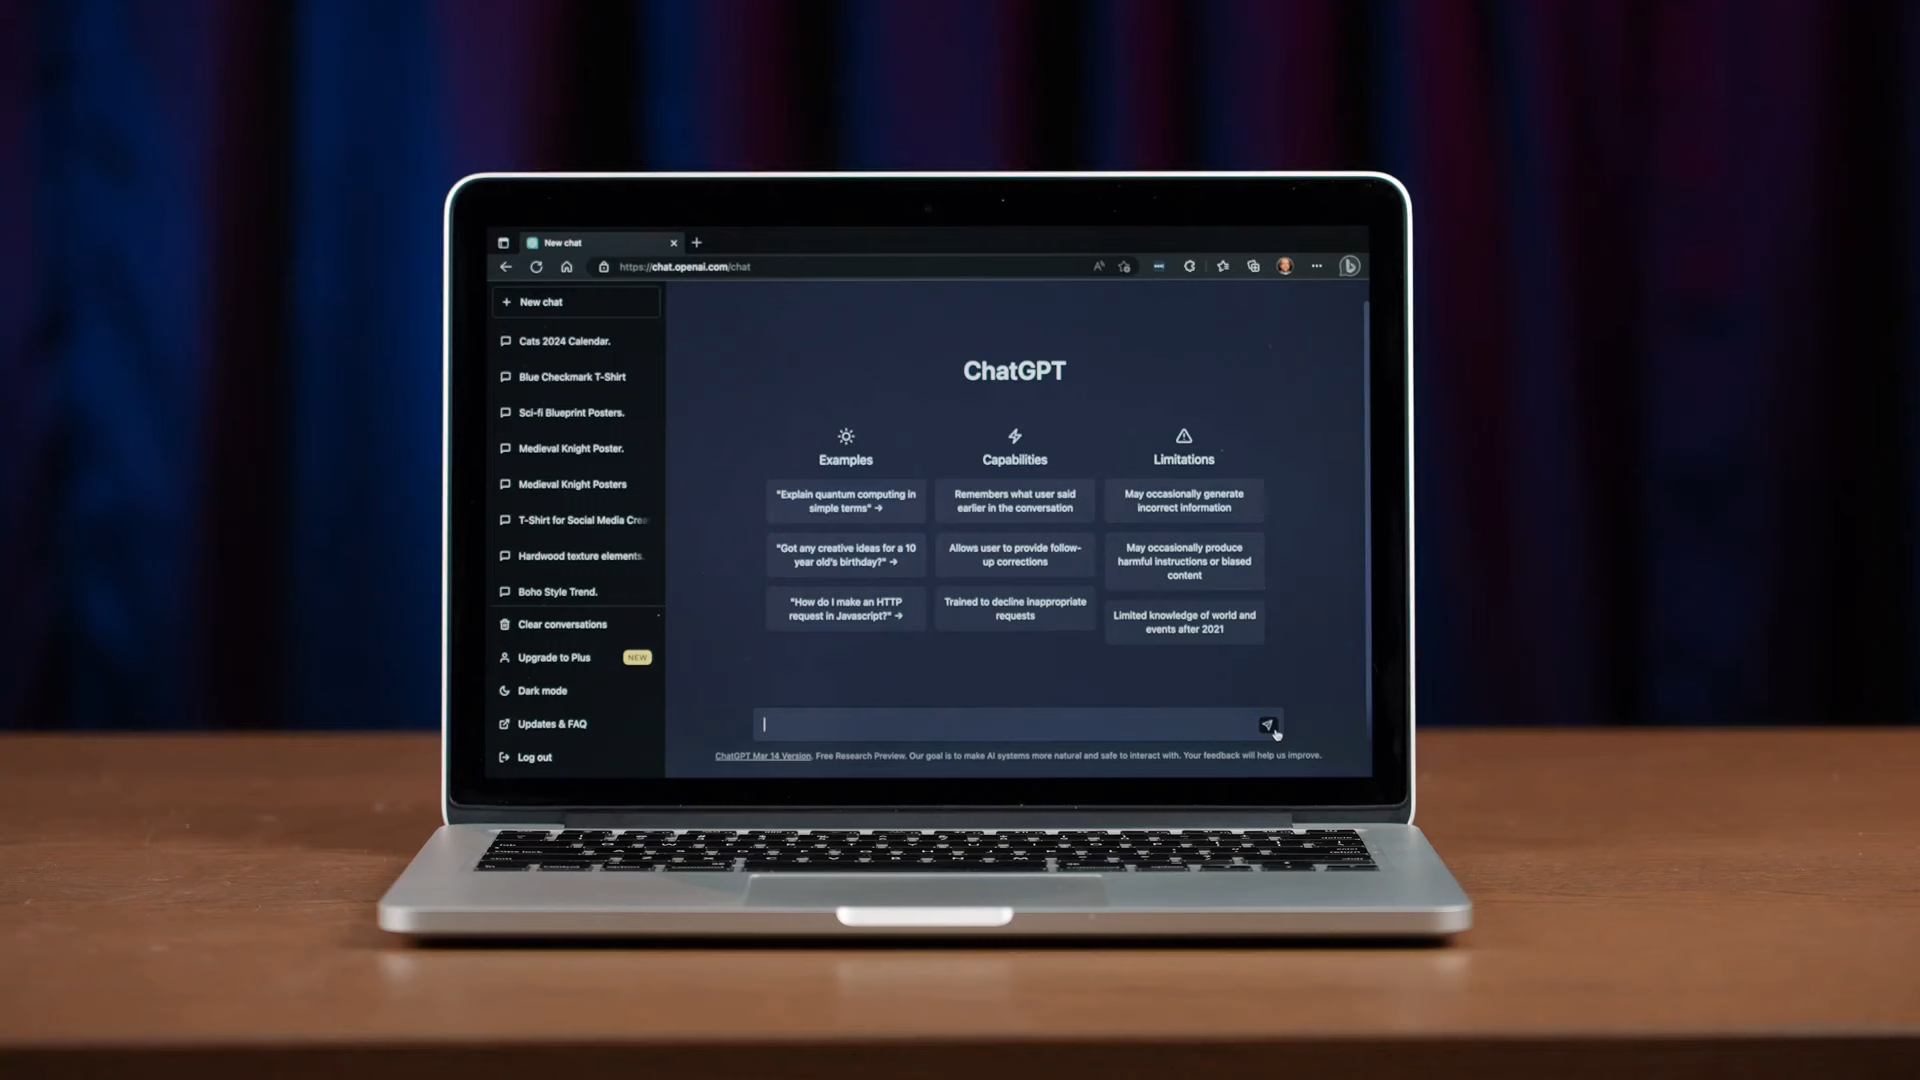 New chat
https://chat.openai.com/chat
New chat
Cats 2024 Calendar.
Blue Checkmark T-Shirt
Sci-fi Blueprint Posters.
Medieval Knight Poster.
Medieval Knight Posters
T-Shirt for Social Media Crea
Hardwood texture elements.
Boho Style Trend.
Clear conversations
Upgrade to Plus NEW
Dark mode
Updates & FAQ
Log out
ChatGPT
Examples
"Explain quantum computing in
simple terms" →
"Got any creative ideas for a 10
year old's birthday?" →
"How do I make an HTTP
request in Javascript?" →
Capabilities
Remembers what user said
earlier in the conversation
Allows user to provide follow-
up corrections
Trained to decline inappropriate
requests
Limitations
May occasionally generate
incorrect information
May occasionally produce
harmful instructions or biased
content
Limited knowledge of world and
events after 2021
ChatGPT Mar 14 Version. Free Research Preview. Our goal is to make AI systems more natural and safe to interact with. Your feedback will help us improve.